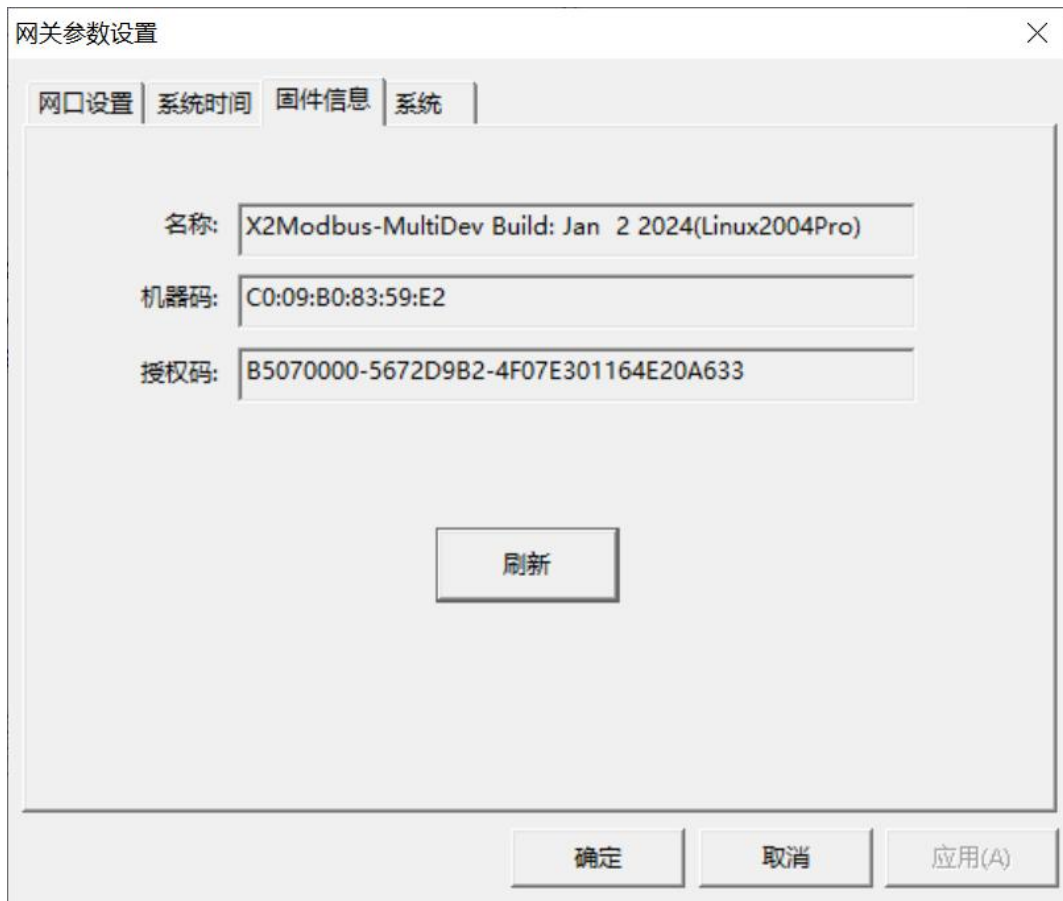 网关参数设置
网口设置 系统时间 固件信息 系统
名称: X2Modbus-MultiDev Build: Jan  2 2024(Linux2004Pro)
机器码: C0:09:B0:83:59:E2
授权码: B5070000-5672D9B2-4F07E301164E20A633
刷新
确定 取消 应用(A)